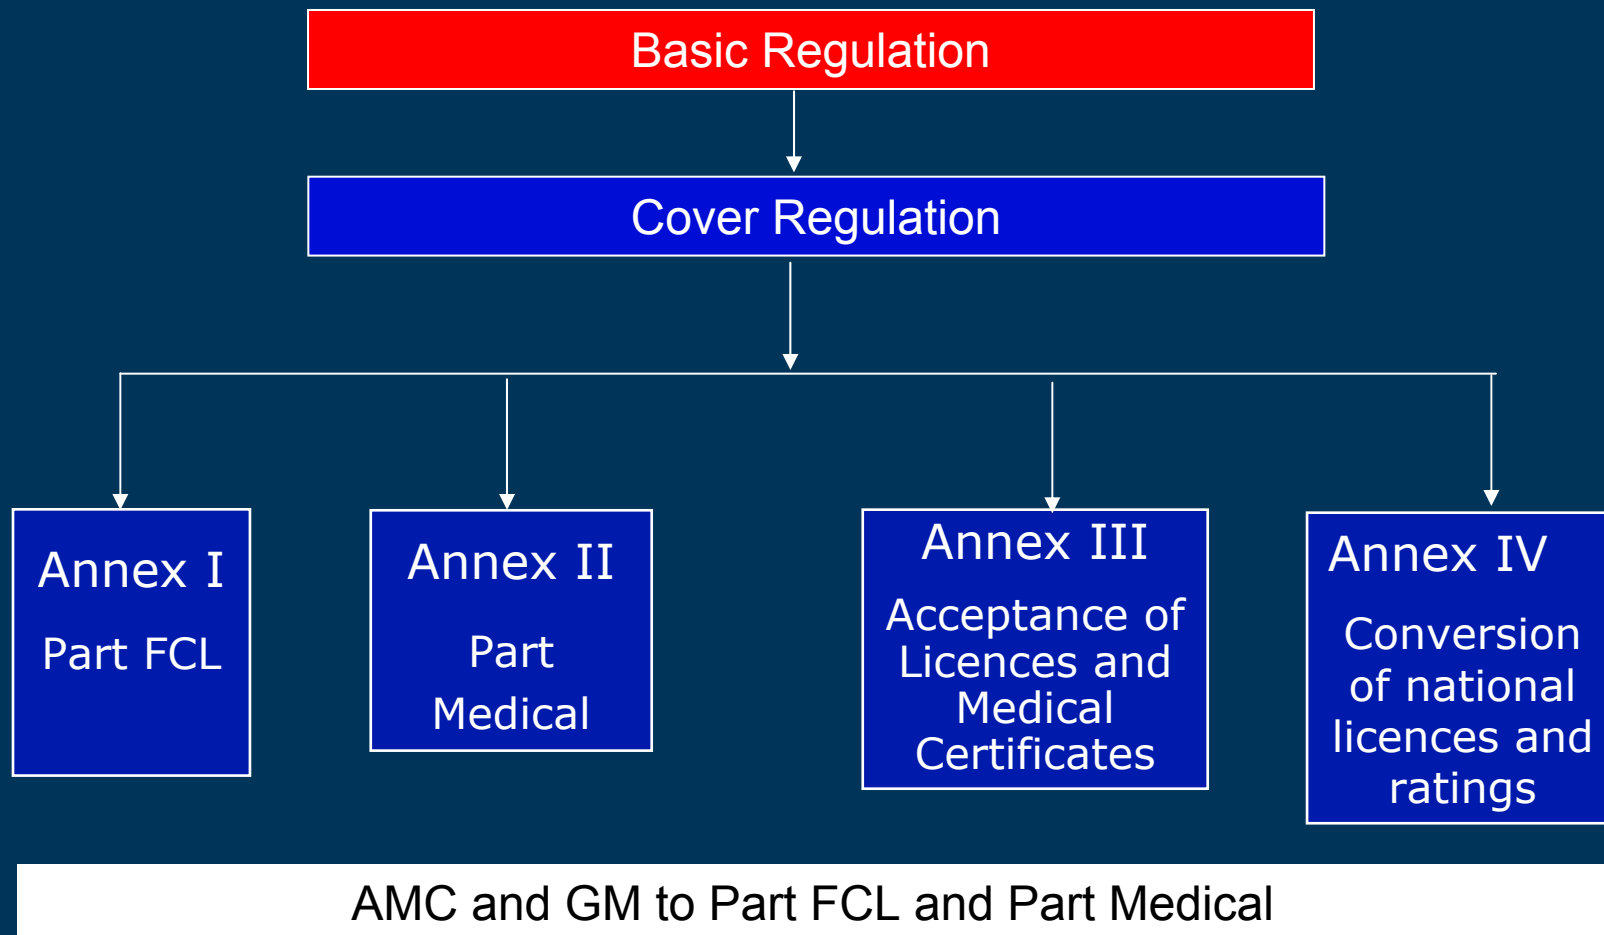 Basic Regulation
Cover Regulation
Annex I
Part FCL
Annex II
Part
Medical
Annex III
Acceptance of
Licences and
Medical
Certificates
Annex IV
Conversion
of national
licences and
ratings
AMC and GM to Part FCL and Part Medical